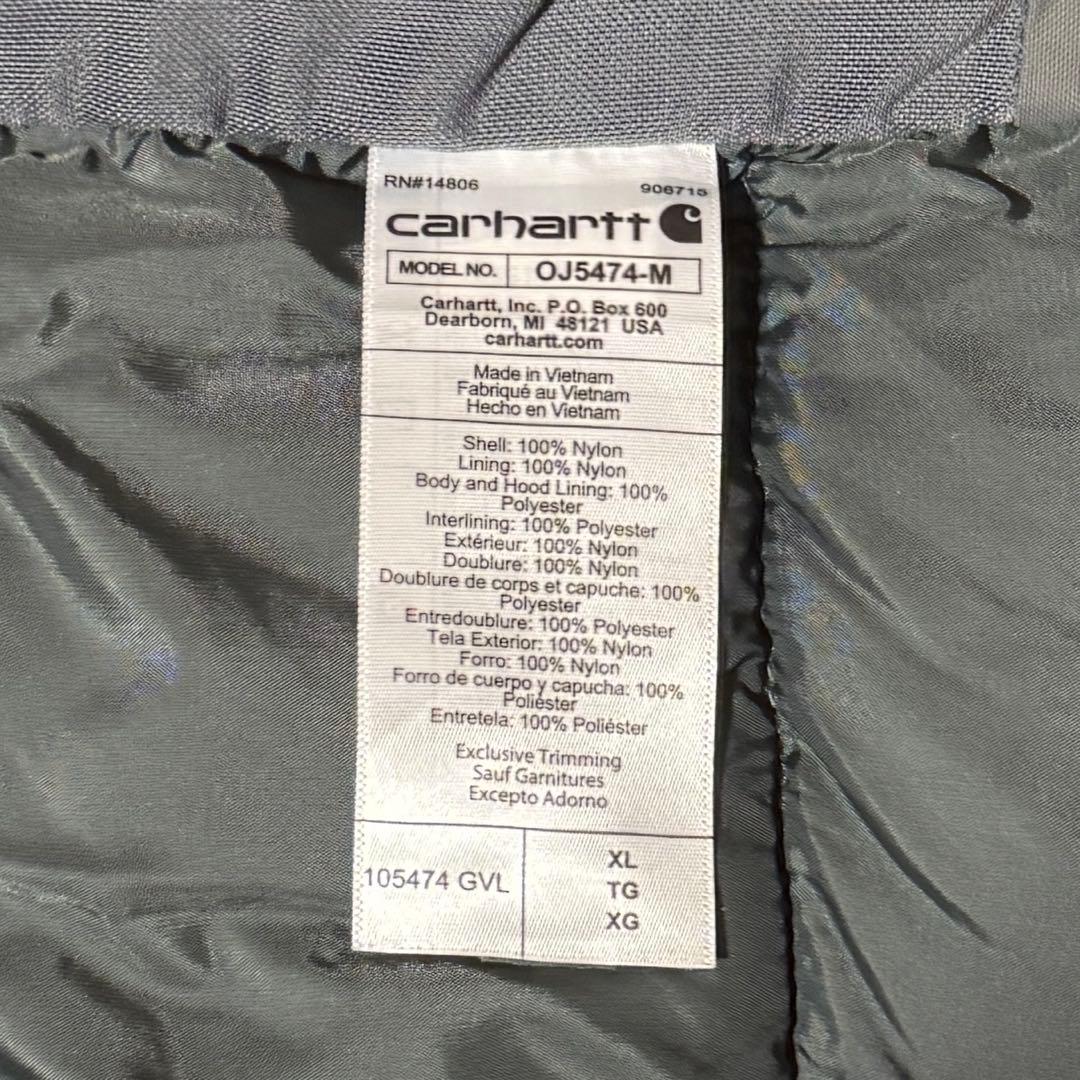 RN#14806 906715
carhartt
MODEL NO. OJ5474-M
Carhartt, Inc. P.O. Box 600
Dearborn, MI 48121 USA
carhartt.com
Made in Vietnam
Fabriqué au Vietnam
Hecho en Vietnam
Shell: 100% Nylon
Lining: 100% Nylon
Body and Hood Lining: 100%
Polyester
Interlining: 100% Polyester
Extérieur: 100% Nylon
Doublure: 100% Nylon
Doublure de corps et capuche: 100%
Polyester
Entredoublure: 100% Polyester
Tela Exterior: 100% Nylon
Forro: 100% Nylon
Forro de cuerpo y capucha: 100%
Poliéster
Entretela: 100% Poliéster
Exclusive Trimming
Sauf Garnitures
Excepto Adorno
105474 GVL
XL
TG
XG